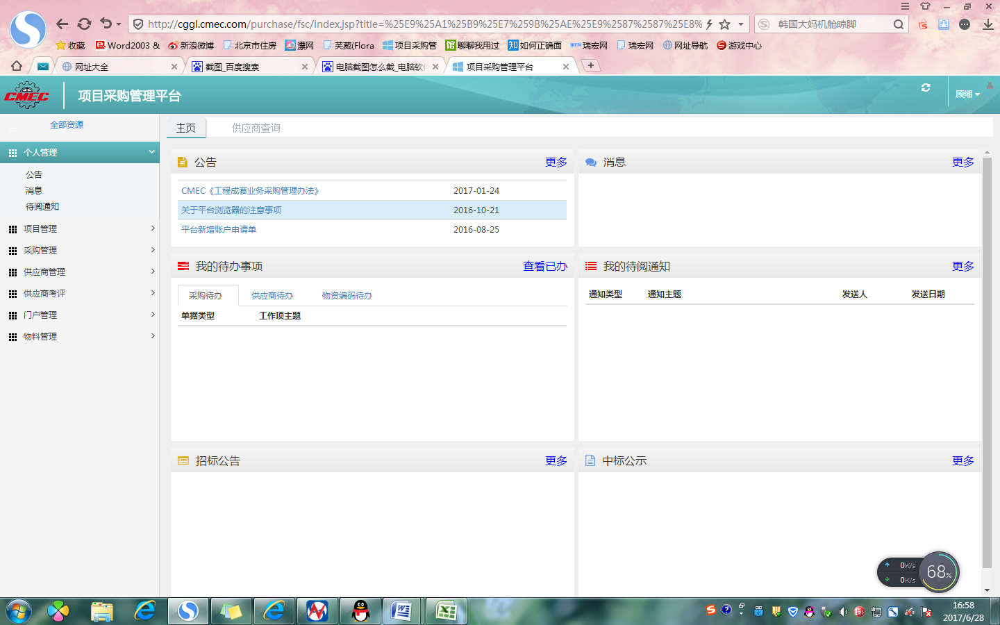 http://cggl.cmec.com/purchase/fsc/index.jsp?title=%25E9%25A1%25B9%25E7%259B%25AE%25E9%2587%2587%25E8%
韩国大妈机舱晾脚
收藏 Word2003 & 新浪微博 北京市住房 漂网 芙葳(Flora 项目采购管 聊聊我用过 如何正确面 瑞宏网 瑞宏网 网址导航 游戏中心
网址大全 截图_百度搜索 电脑截图怎么截_电脑软件 项目采购管理平台
CMEC 项目采购管理平台
顾缃
全部资源
主页 供应商查询
个人管理
公告
消息
待阅通知
项目管理
采购管理
供应商管理
供应商考评
门户管理
物料管理
公告 更多
CMEC《工程成套业务采购管理办法》 2017-01-24
关于平台浏览器的注意事项 2016-10-21
平台新增账户申请单 2016-08-25
消息 更多
我的待办事项 查看已办
采购待办 供应商待办 物资编码待办
单据类型 工作项主题
我的待阅通知 更多
通知类型 通知主题 发送人 发送日期
招标公告 更多
中标公示 更多
0K/s
0K/s
68%
16:58
2017/6/28